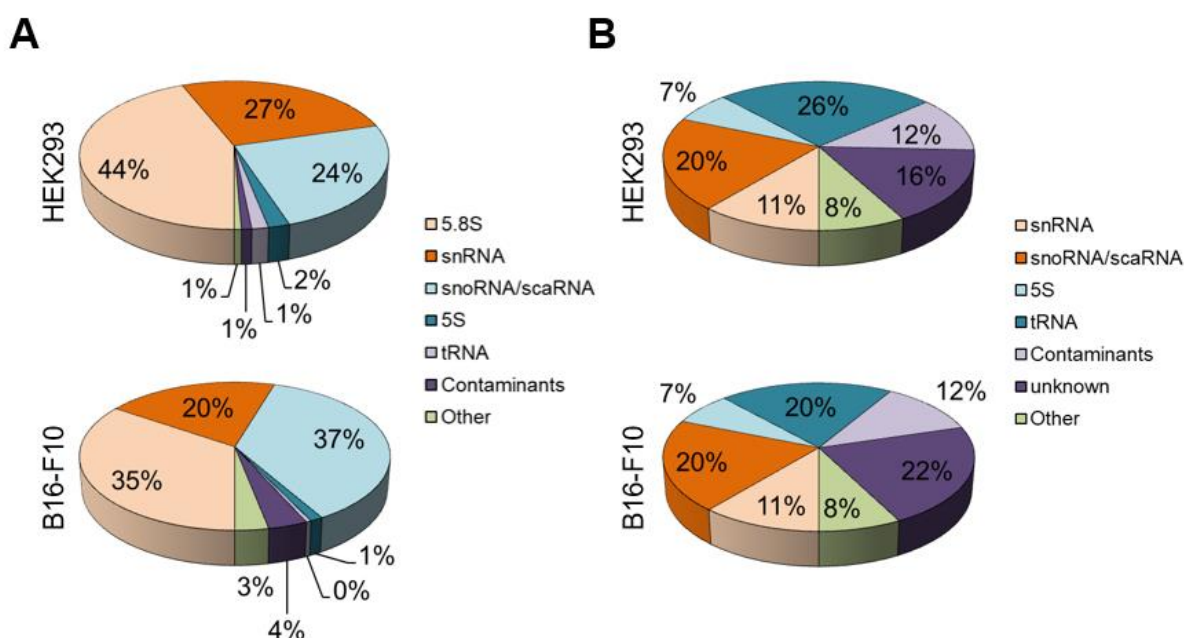 A
HEK293
27%
44%
24%
1%
1%
1%
2%
B16-F10
20%
37%
35%
3%
4%
0%
1%
5.8S
snRNA
snoRNA/scaRNA
5S
tRNA
Contaminants
Other
B
HEK293
7%
26%
12%
20%
16%
11%
8%
B16-F10
7%
20%
12%
20%
22%
11%
8%
snRNA
snoRNA/scaRNA
5S
tRNA
Contaminants
unknown
Other